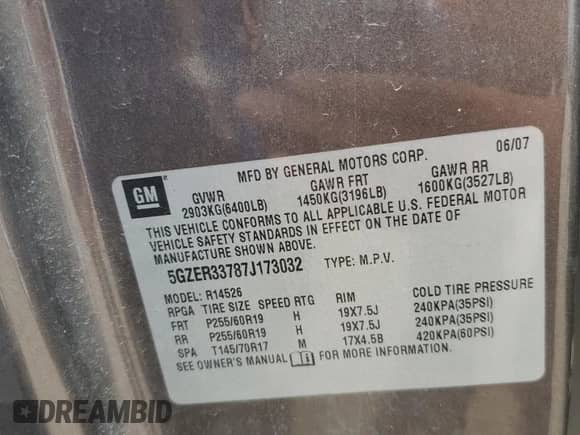 GM
MFD BY GENERAL MOTORS CORP. 06/07
GVWR GAWR FRT GAWR RR
2903KG(6400LB) 1450KG(3196LB) 1600KG(3527LB)
THIS VEHICLE CONFORMS TO ALL APPLICABLE U.S. FEDERAL MOTOR
VEHICLE SAFETY STANDARDS IN EFFECT ON THE DATE OF
MANUFACTURE SHOWN ABOVE.
5GZER33787J173032 TYPE: M.P.V.
MODEL: R14526
RPGA TIRE SIZE SPEED RTG RIM COLD TIRE PRESSURE
FRT P255/60R19 H 19X7.5J 240KPA(35PSI)
RR P255/60R19 H 19X7.5J 240KPA(35PSI)
SPA T145/70R17 M 17X4.5B 420KPA(60PSI)
SEE OWNER'S MANUAL FOR MORE INFORMATION.
DREAMBID